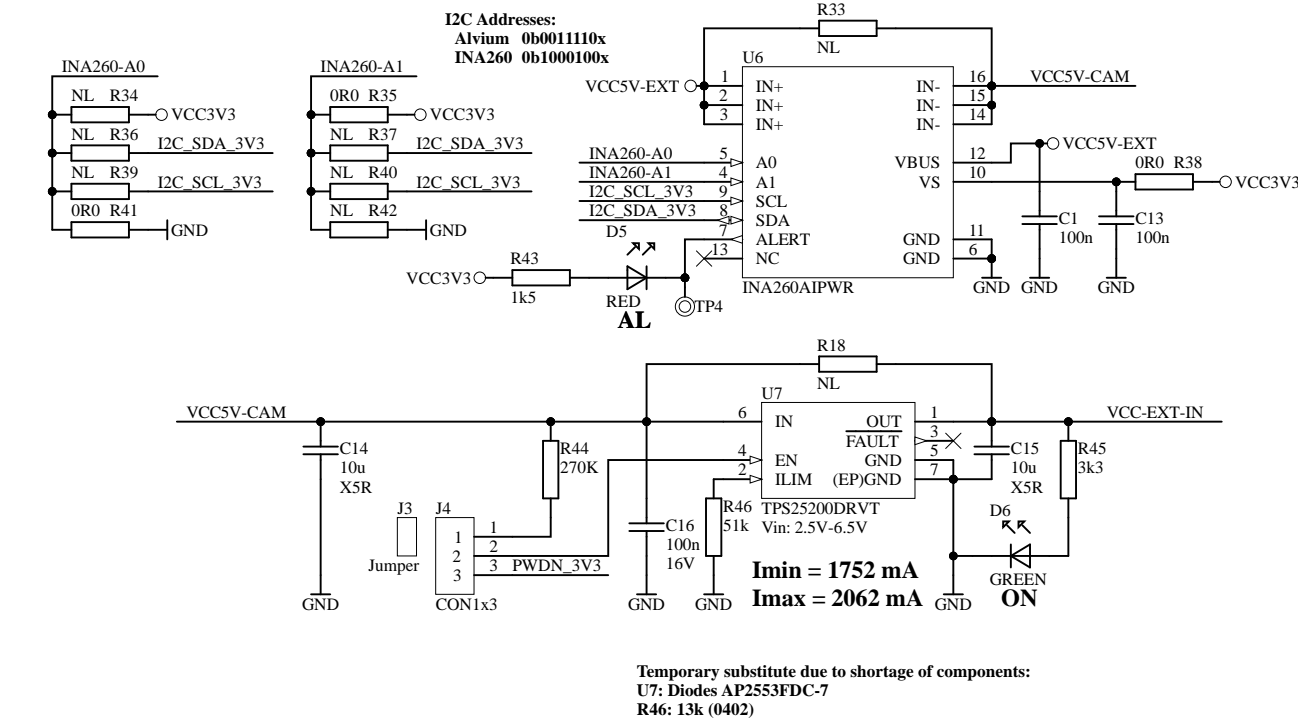 I2C Addresses:
Alvium 0b0011110x
INA260 0b1000100x
R33
NL
INA260-A0
NL R34
VCC3V3
NL R36
I2C_SDA_3V3
NL R39
I2C_SCL_3V3
0R0 R41
GND
INA260-A1
0R0 R35
VCC3V3
NL R37
I2C_SDA_3V3
NL R40
I2C_SCL_3V3
NL R42
GND
U6
VCC5V-EXT
1 IN+
2 IN+
3 IN+
INA260-A0 5 A0
INA260-A1 4 A1
I2C_SCL_3V3 9 SCL
I2C_SDA_3V3 8 SDA
7 ALERT
13 NC
IN- 16 VCC5V-CAM
IN- 15
IN- 14
VBUS 12 VCC5V-EXT
VS 10
0R0 R38
VCC3V3
C1
100n
C13
100n
GND 11
GND 6
GND GND GND
INA260AIPWR
D5
VCC3V3
R43
1k5
RED
AL
TP4
R18
NL
VCC5V-CAM
U7
6 IN
4 EN
2 ILIM
OUT 1
FAULT 3
GND 5
(EP)GND 7
VCC-EXT-IN
TPS25200DRVT
Vin: 2.5V-6.5V
C14
10u
X5R
R44
270K
C15
10u
X5R
R45
3k3
J3
Jumper
J4
1 1
2 2
3 3 PWDN_3V3
CON1x3
C16
100n
16V
R46
51k
D6
GREEN
ON
Imin = 1752 mA
Imax = 2062 mA
GND GND GND GND
Temporary substitute due to shortage of components:
U7: Diodes AP2553FDC-7
R46: 13k (0402)